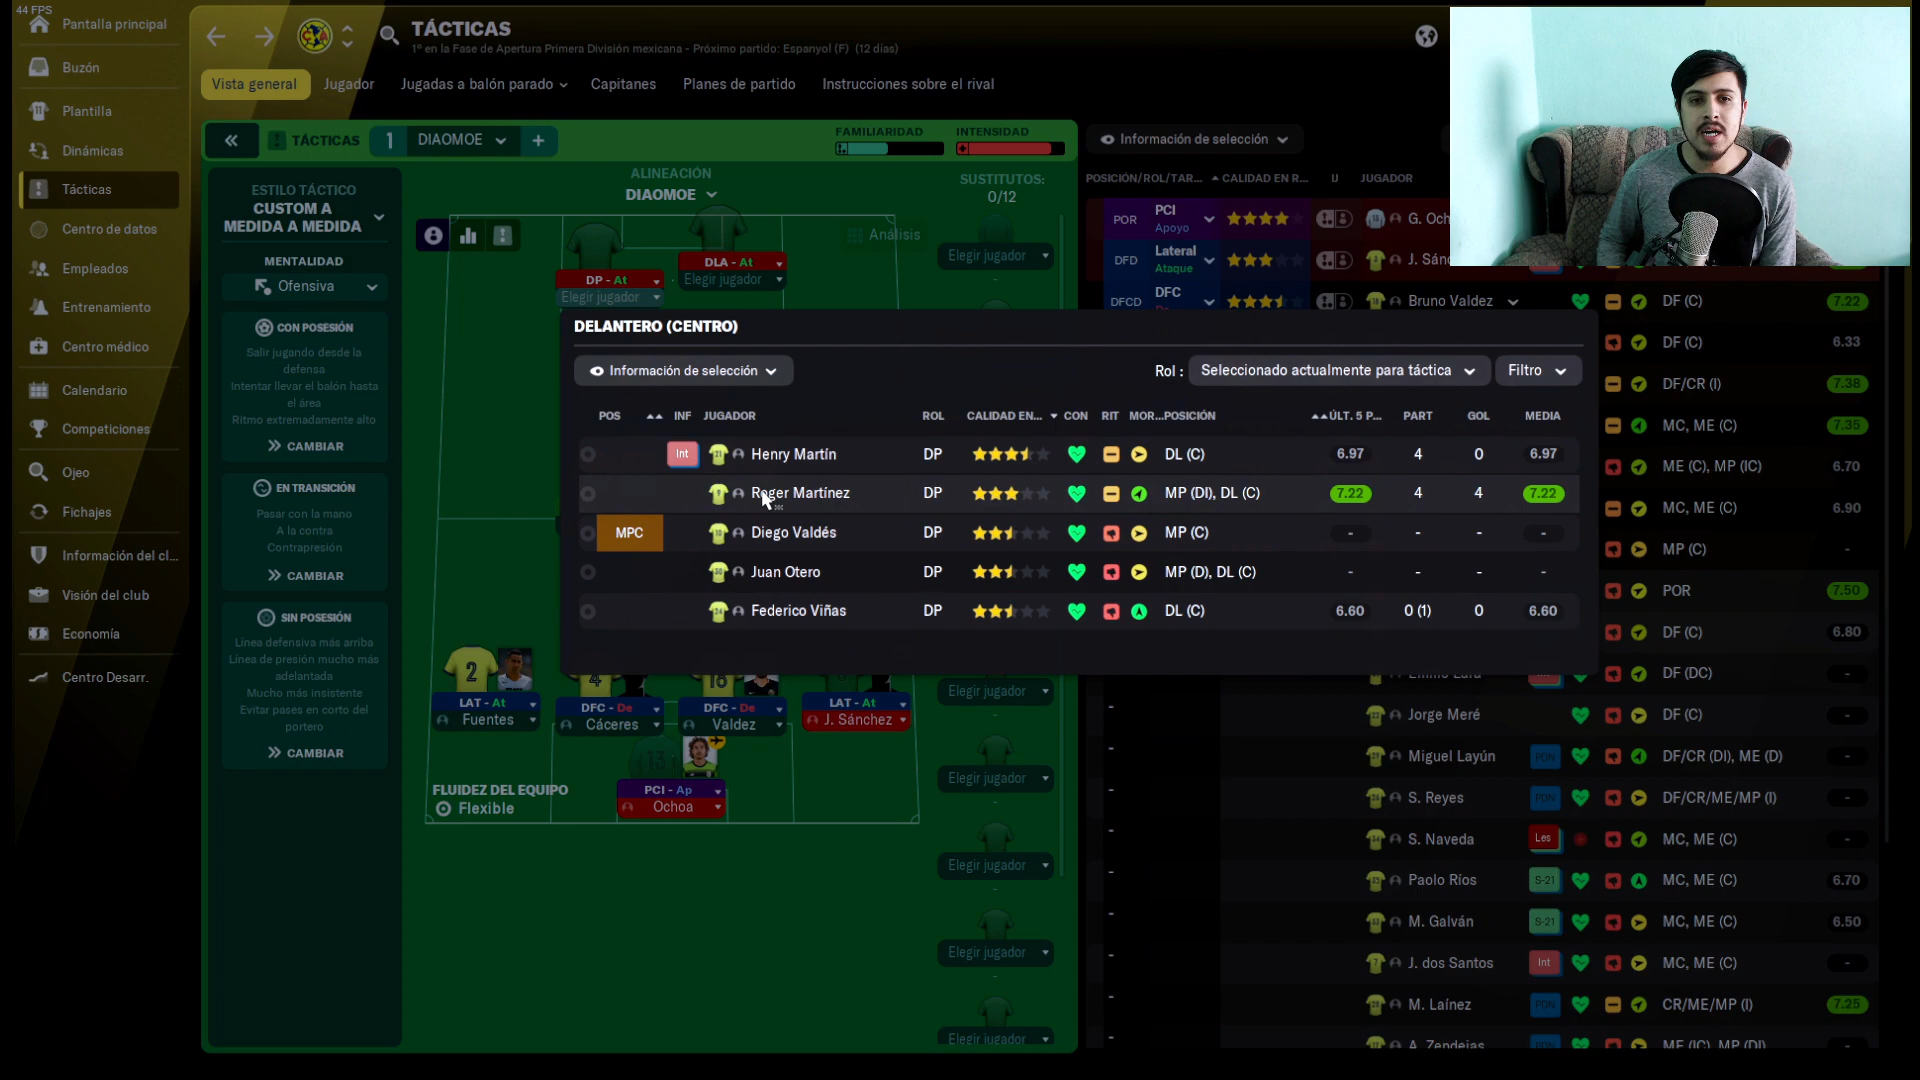 44 FPS
Pantalla principal
Buzón
Plantilla
Dinámicas
Tácticas
Centro de datos
Empleados
Entrenamiento
Centro médico
Calendario
Competiciones
Ojeo
Fichajes
Información del cl...
Visión del club
Economía
Centro Desarr.
TÁCTICAS
1º en la Fase de Apertura Primera División mexicana - Próximo partido: Espanyol (F) (12 días)
Vista general
Jugador
Jugadas a balón parado
Capitanes
Planes de partido
Instrucciones sobre el rival
TÁCTICAS
1
DIAOMOE
FAMILIARIDAD
INTENSIDAD
ESTILO TÁCTICO
CUSTOM A
MEDIDA A MEDIDA
MENTALIDAD
Ofensiva
CON POSESIÓN
Salir jugando desde la
defensa
Intentar llevar el balón hasta
el área
Ritmo extremadamente alto
CAMBIAR
EN TRANSICIÓN
Pasar con la mano
A la contra
Contrapresión
CAMBIAR
SIN POSESIÓN
Línea defensiva más arriba
Línea de presión mucho más
adelantada
Mucho más insistente
Evitar pases en corto del
portero
CAMBIAR
ALINEACIÓN
DIAOMOE
SUSTITUTOS:
0/12
Análisis
DP - At
Elegir jugador
DLA - At
Elegir jugador
Elegir jugador
2
LAT - At
Fuentes
4
DFC - De
Cáceres
18
DFC - De
Valdez
LAT - At
J. Sánchez
13
PCI - Ap
Ochoa
FLUIDEZ DEL EQUIPO
Flexible
Elegir jugador
Elegir jugador
Elegir jugador
Elegir jugador
Elegir jugador
Información de selección
POSICIÓN/ROL/TAR...
CALIDAD EN R...
IJ
JUGADOR
POR
PCI
Apoyo
G. Och
DFD
Lateral
Ataque
J. Sánc
DFCD
DFC
Bruno Valdez
DF (C)
7.22
DELANTERO (CENTRO)
Información de selección
Rol :
Seleccionado actualmente para táctica
Filtro
POS INF JUGADOR ROL CALIDAD EN... CON RIT MOR... POSICIÓN ÚLT. 5 P... PART GOL MEDIA
Int Henry Martín DP DL (C) 6.97 4 0 6.97
Roger Martínez DP MP (DI), DL (C) 7.22 4 4 7.22
MPC Diego Valdés DP MP (C) - - - -
Juan Otero DP MP (D), DL (C) - - - -
Federico Viñas DP DL (C) 6.60 0 (1) 0 6.60
DF (C) 6.33
DF/CR (I) 7.38
MC, ME (C) 7.35
ME (C), MP (IC) 6.70
MC, ME (C) 6.90
MP (C) -
POR 7.50
DF (C) 6.80
DF (DC) -
Jorge Meré DF (C) -
Miguel Layún PDN DF/CR (DI), ME (D) -
S. Reyes PDN DF/CR/ME/MP (I) -
S. Naveda Les MC, ME (C) -
Paolo Ríos S-21 MC, ME (C) 6.70
M. Galván S-21 MC, ME (C) 6.50
J. dos Santos Int MC, ME (C) -
M. Laínez PDN CR/ME/MP (I) 7.25
A. Zendejas ME (IC), MP (DI)